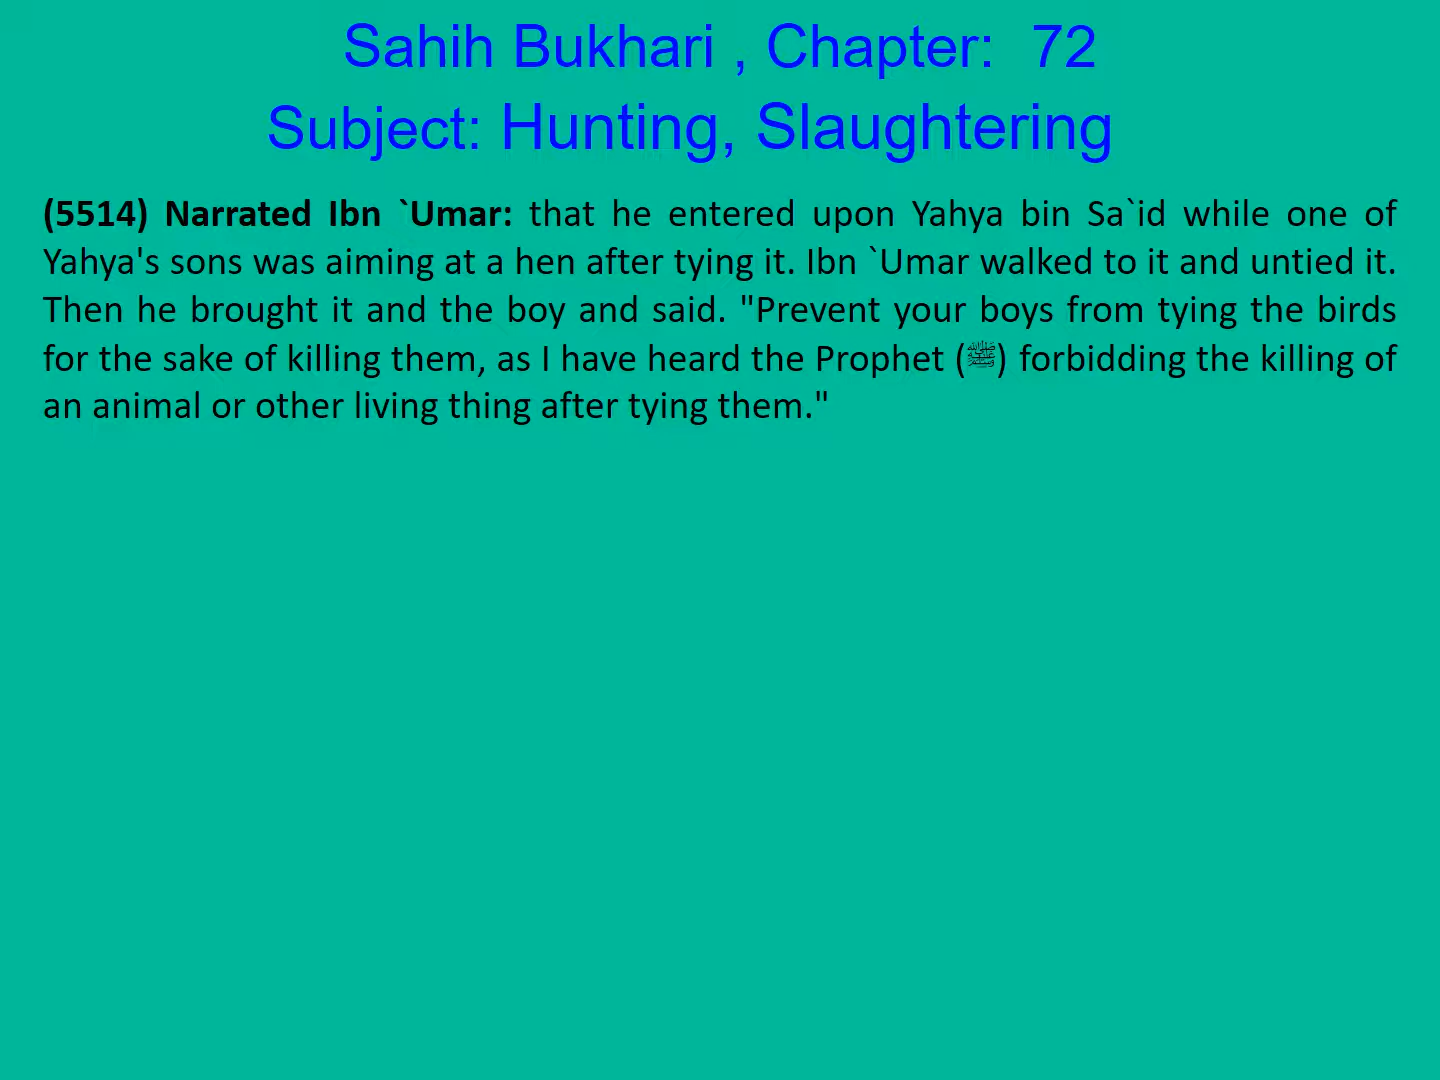 Sahih Bukhari , Chapter: 72
Subject: Hunting, Slaughtering
(5514) Narrated Ibn `Umar: that he entered upon Yahya bin Sa`id while one of
Yahya's sons was aiming at a hen after tying it. Ibn `Umar walked to it and untied it.
Then he brought it and the boy and said. "Prevent your boys from tying the birds
for the sake of killing them, as I have heard the Prophet (ﷺ) forbidding the killing of
an animal or other living thing after tying them."